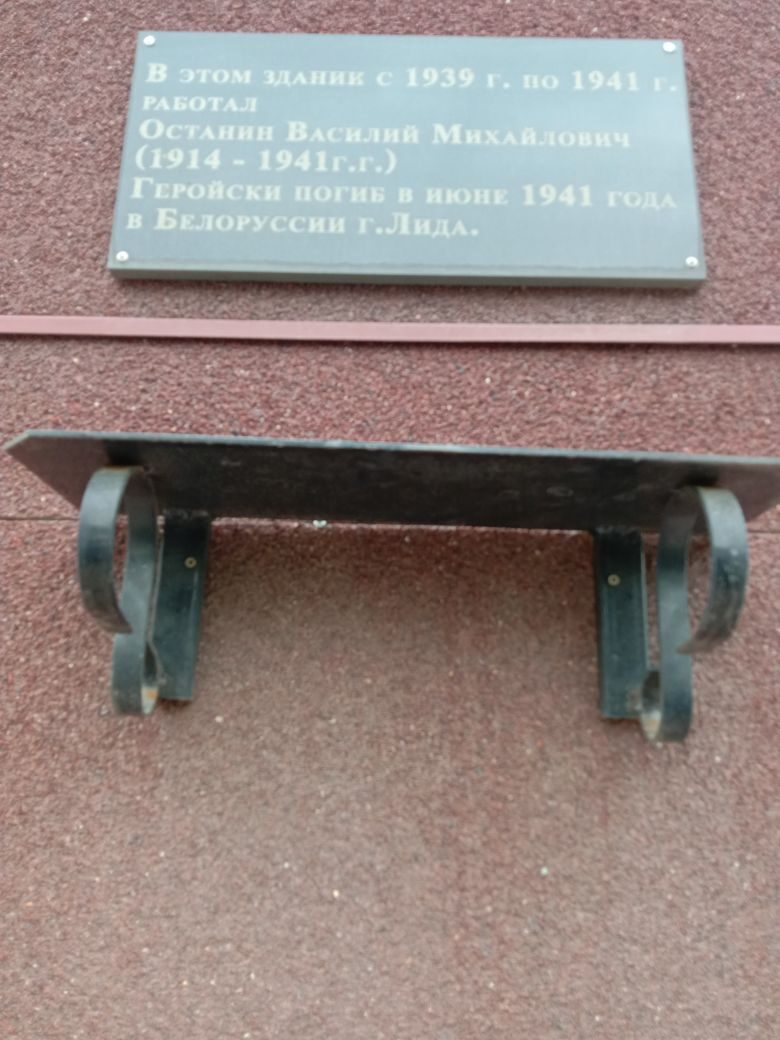 В этом здании с 1939 г. по 1941 г.
работал
Останин Василий Михайлович
(1914 - 1941г.г.)
Геройски погиб в июне 1941 года
в Белоруссии г.Лида.